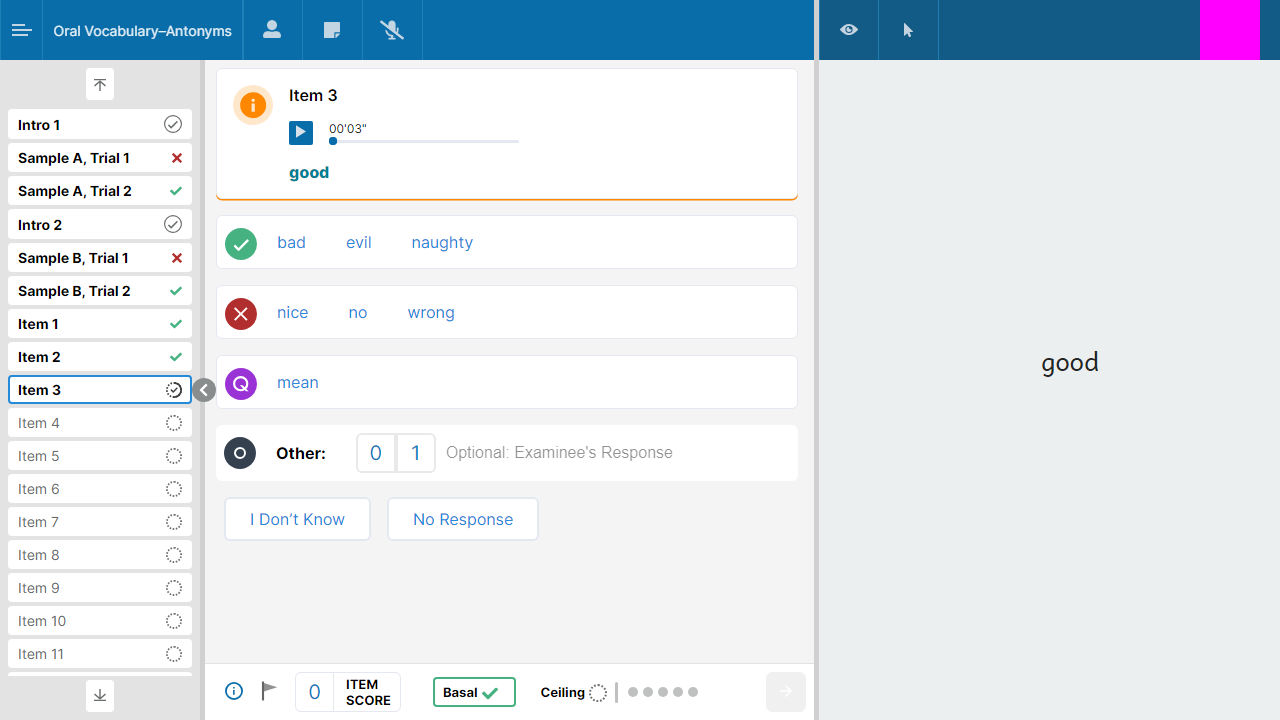 Oral Vocabulary–Antonyms
Intro 1
Sample A, Trial 1
Sample A, Trial 2
Intro 2
Sample B, Trial 1
Sample B, Trial 2
Item 1
Item 2
Item 3
Item 4
Item 5
Item 6
Item 7
Item 8
Item 9
Item 10
Item 11
Item 3
00'03"
good
bad evil naughty
nice no wrong
Q mean
Other: 0 1 Optional: Examinee's Response
I Don’t Know No Response
0 ITEM SCORE Basal Ceiling
good